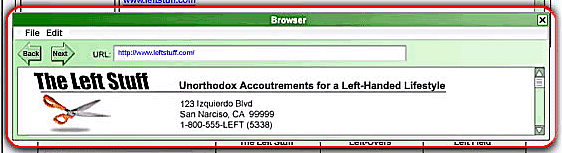 http://www.leftstuff.com/
Browser
File Edit
Back Next URL: http://www.leftstuff.com/
The Left Stuff Unorthodox Accoutrements for a Left-Handed Lifestyle
123 Izquierdo Blvd
San Narciso, CA 99999
1-800-555-LEFT (5338)
The Left Stuff Left-Overs Left Field